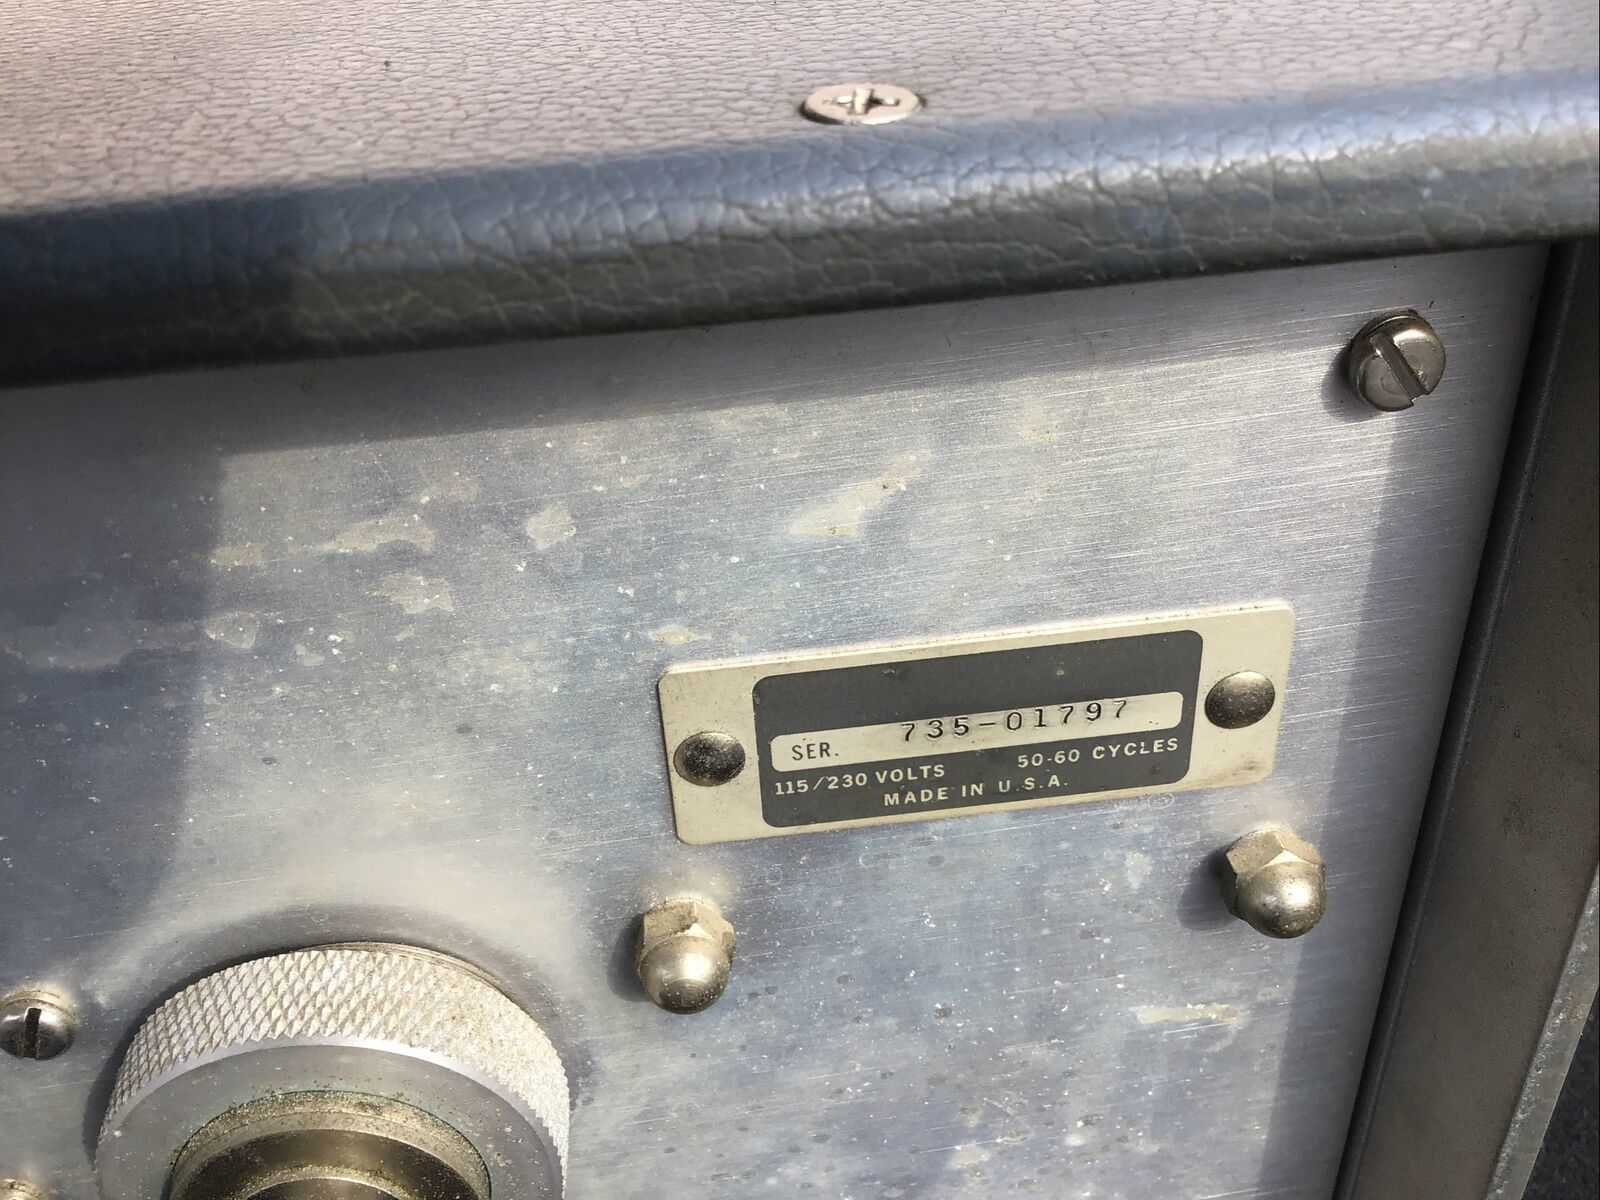 SER. 735-01797
115/230 VOLTS 50-60 CYCLES
MADE IN U.S.A.